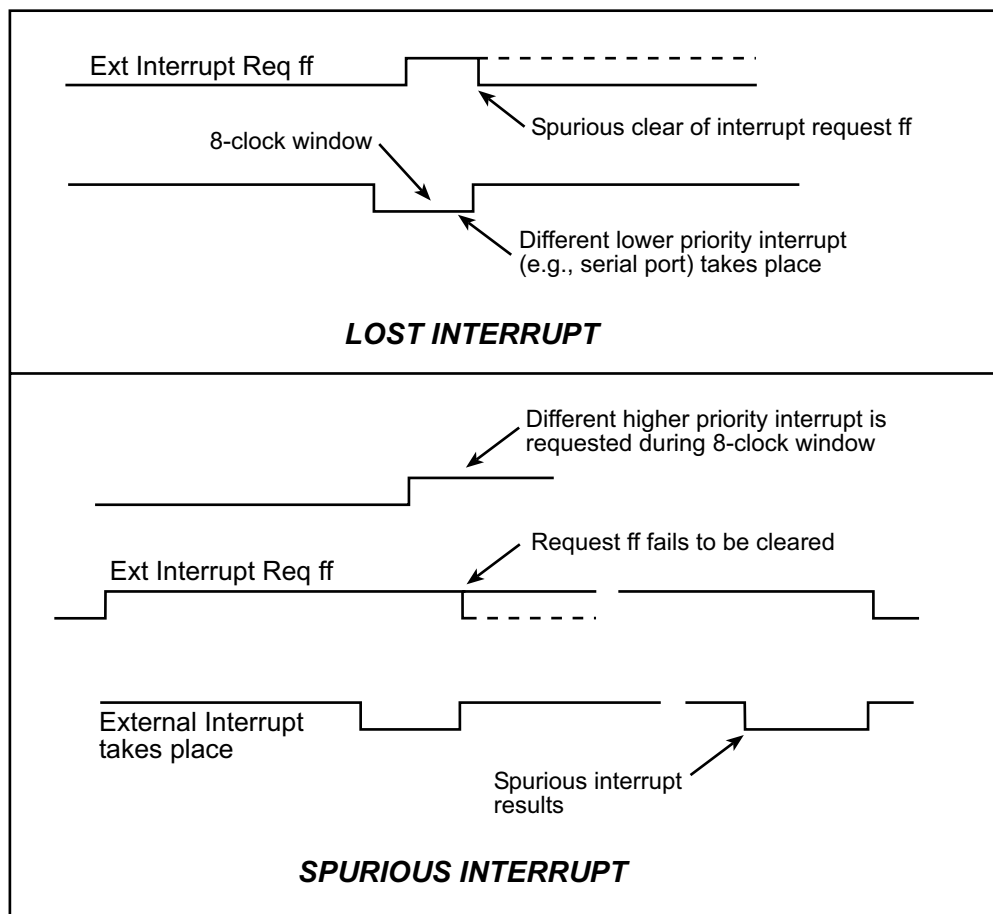 Ext Interrupt Req ff
Spurious clear of interrupt request ff
8-clock window
Different lower priority interrupt
(e.g., serial port) takes place
LOST INTERRUPT
Different higher priority interrupt is
requested during 8-clock window
Request ff fails to be cleared
Ext Interrupt Req ff
External Interrupt
takes place
Spurious interrupt
results
SPURIOUS INTERRUPT